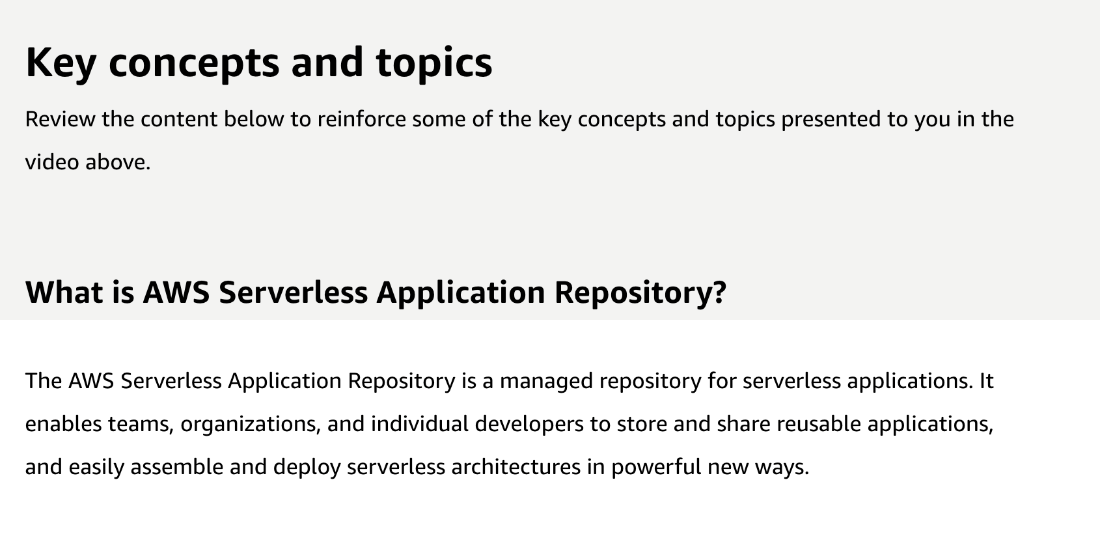 Key concepts and topics
Review the content below to reinforce some of the key concepts and topics presented to you in the
video above.
What is AWS Serverless Application Repository?
The AWS Serverless Application Repository is a managed repository for serverless applications. It
enables teams, organizations, and individual developers to store and share reusable applications,
and easily assemble and deploy serverless architectures in powerful new ways.